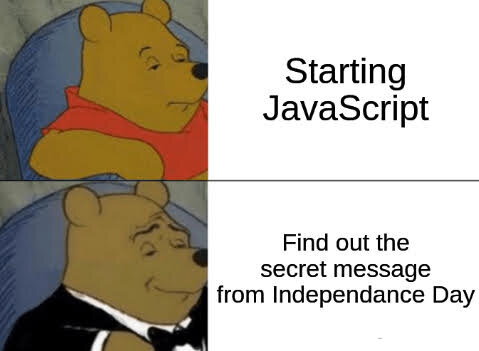 Starting
JavaScript
Find out the
secret message
from Independance Day